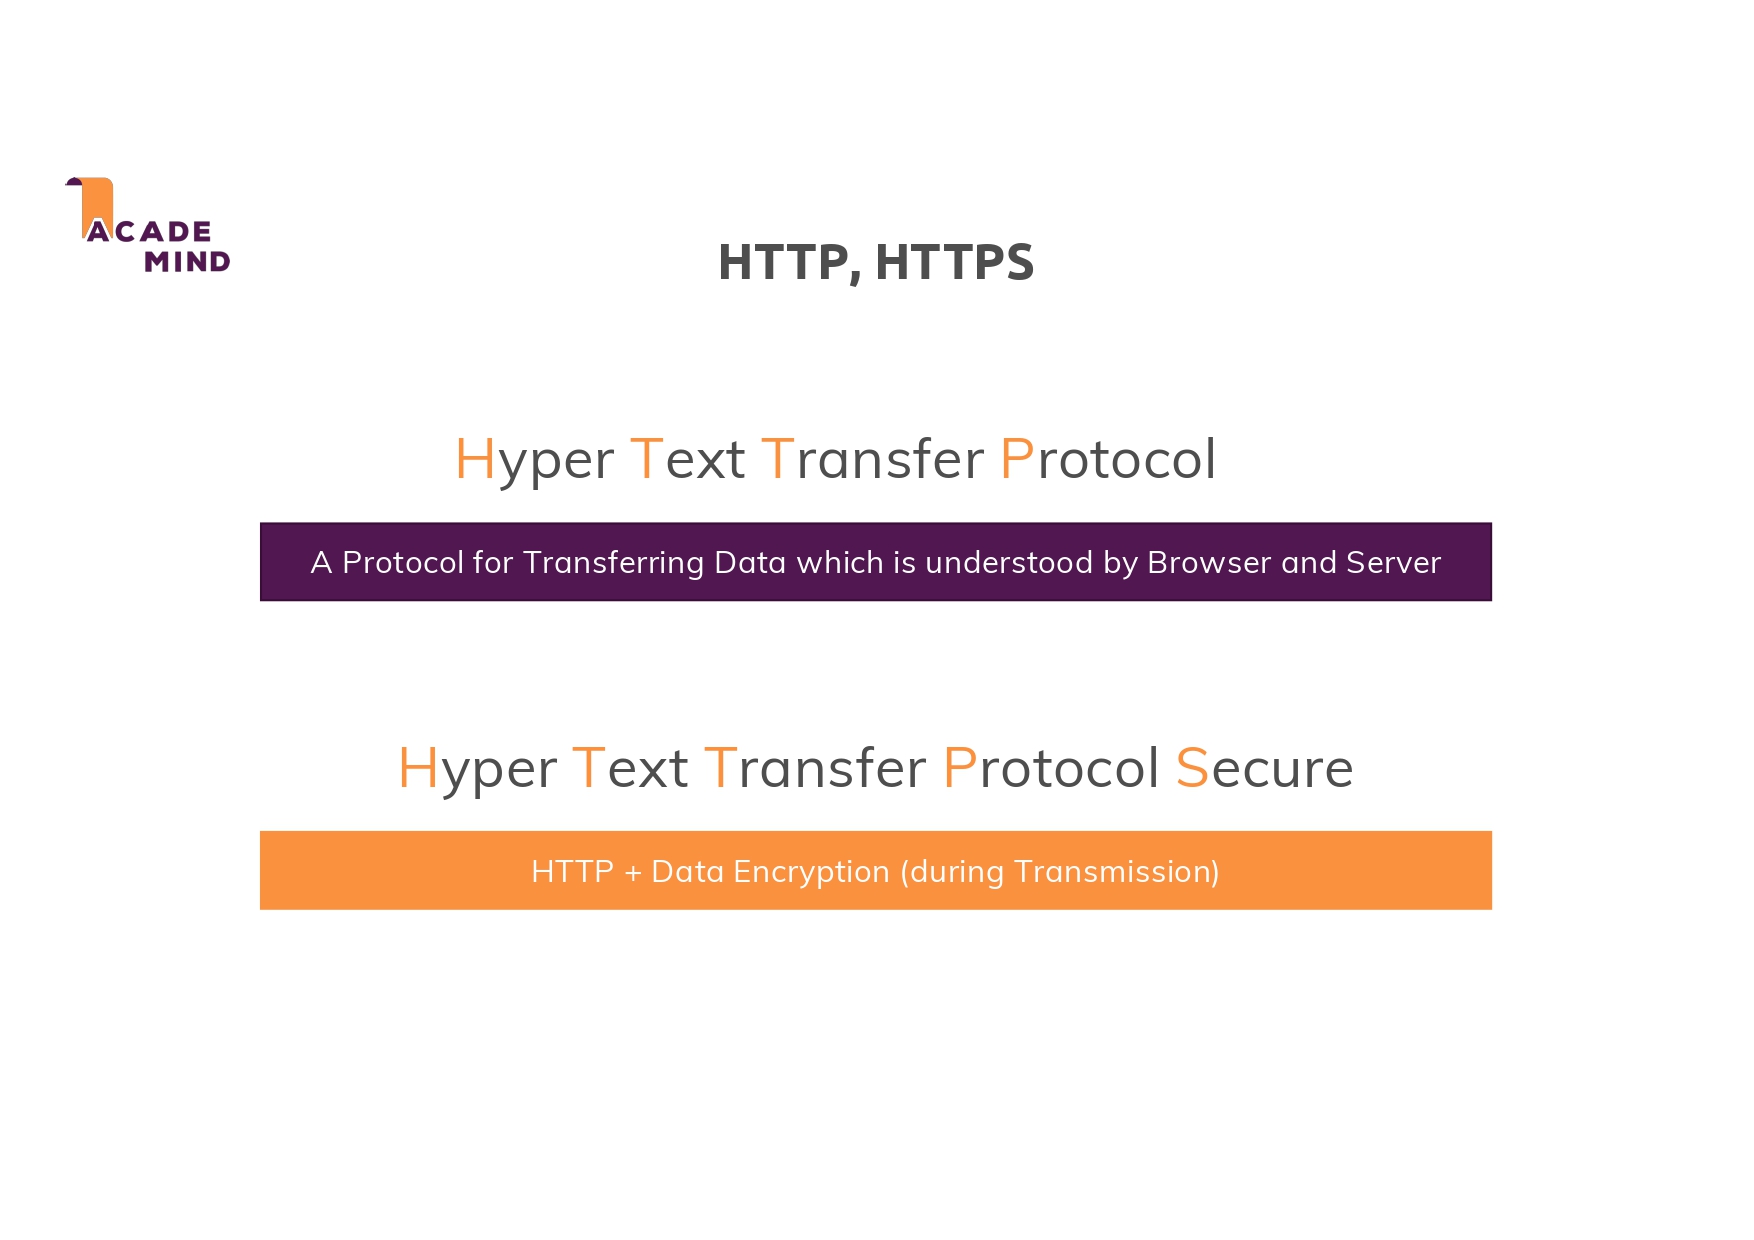 ACADE
MIND
HTTP, HTTPS
Hyper Text Transfer Protocol
A Protocol for Transferring Data which is understood by Browser and Server
Hyper Text Transfer Protocol Secure
HTTP + Data Encryption (during Transmission)